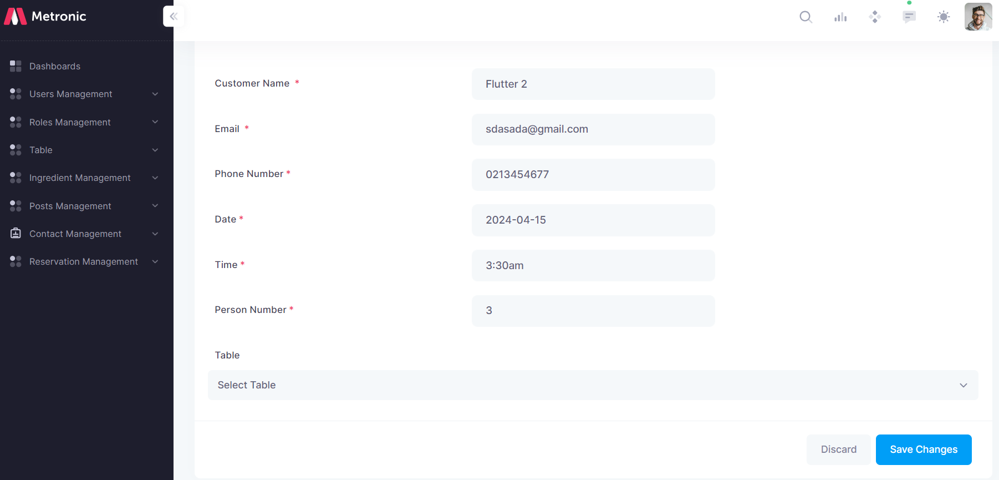 Metronic
Dashboards
Users Management
Roles Management
Table
Ingredient Management
Posts Management
Contact Management
Reservation Management
Customer Name *
Flutter 2
Email *
sdasada@gmail.com
Phone Number *
0213454677
Date *
2024-04-15
Time *
3:30am
Person Number *
3
Table
Select Table
Discard
Save Changes